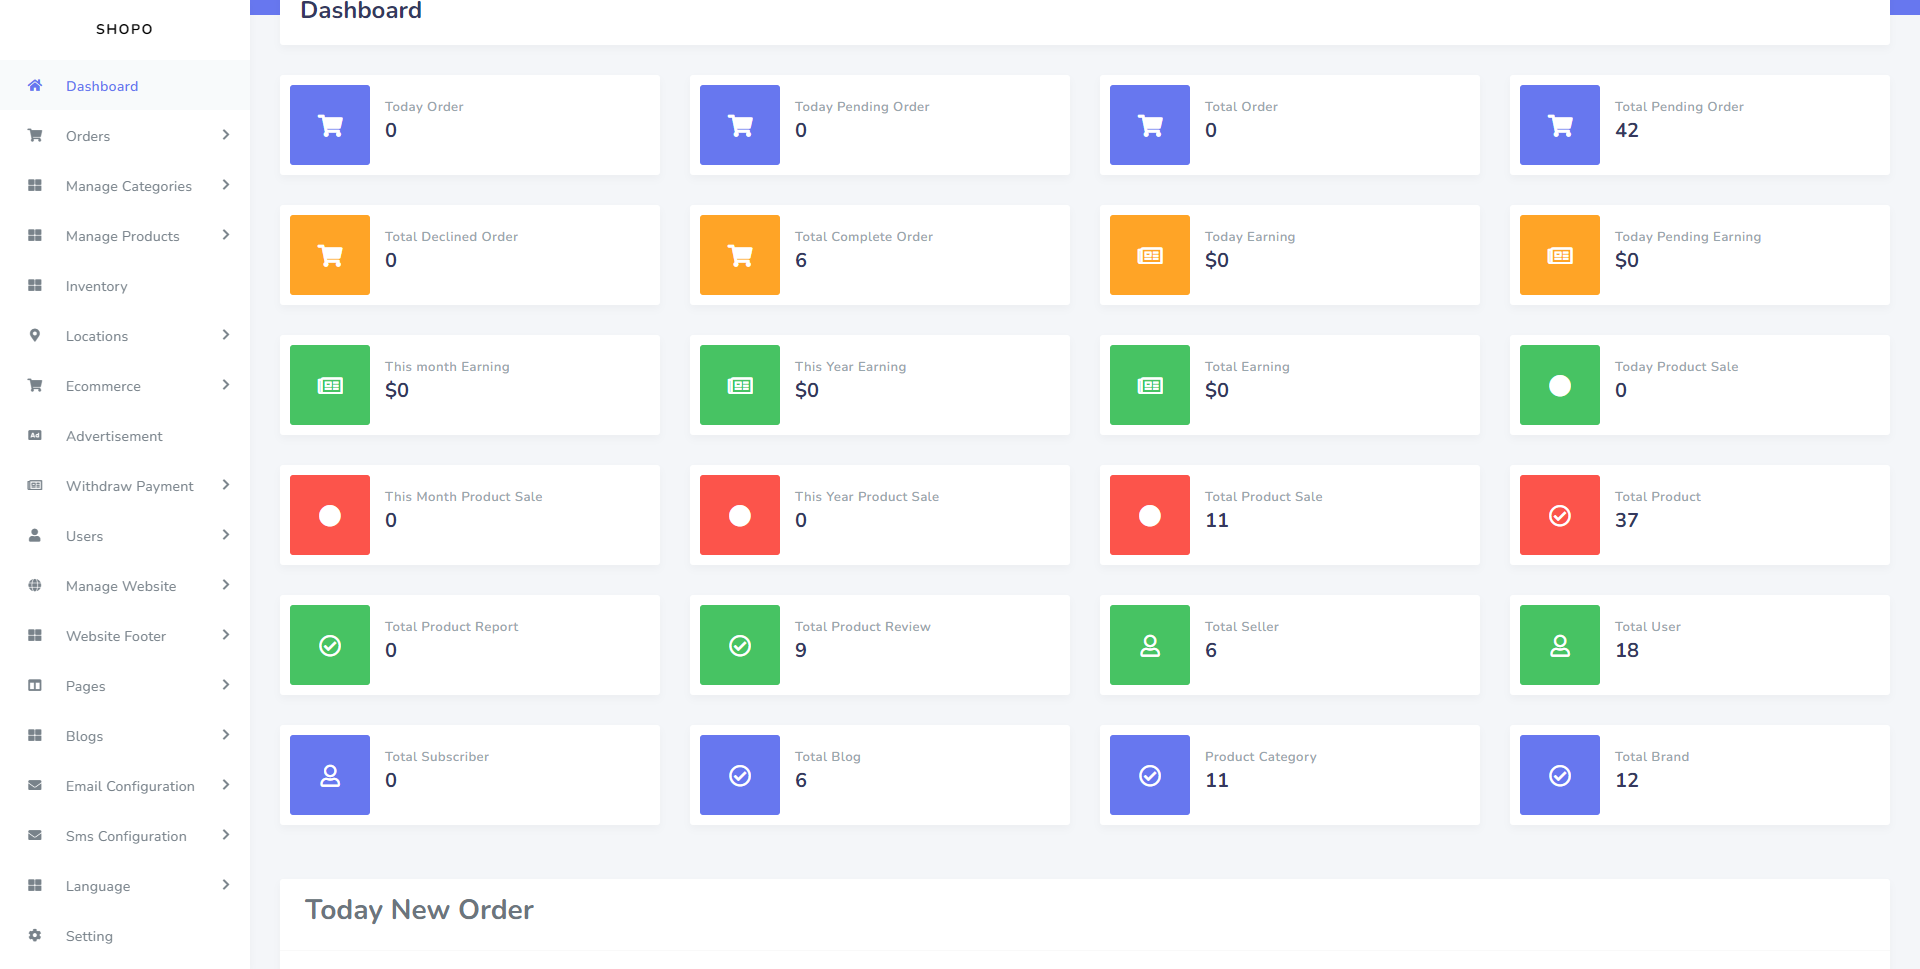 SHOPO
Dashboard
Orders
Manage Categories
Manage Products
Inventory
Locations
Ecommerce
Advertisement
Withdraw Payment
Users
Manage Website
Website Footer
Pages
Blogs
Email Configuration
Sms Configuration
Language
Setting
Dashboard
Today Order
0
Today Pending Order
0
Total Order
0
Total Pending Order
42
Total Declined Order
0
Total Complete Order
6
Today Earning
$0
Today Pending Earning
$0
This month Earning
$0
This Year Earning
$0
Total Earning
$0
Today Product Sale
0
This Month Product Sale
0
This Year Product Sale
0
Total Product Sale
11
Total Product
37
Total Product Report
0
Total Product Review
9
Total Seller
6
Total User
18
Total Subscriber
0
Total Blog
6
Product Category
11
Total Brand
12
Today New Order